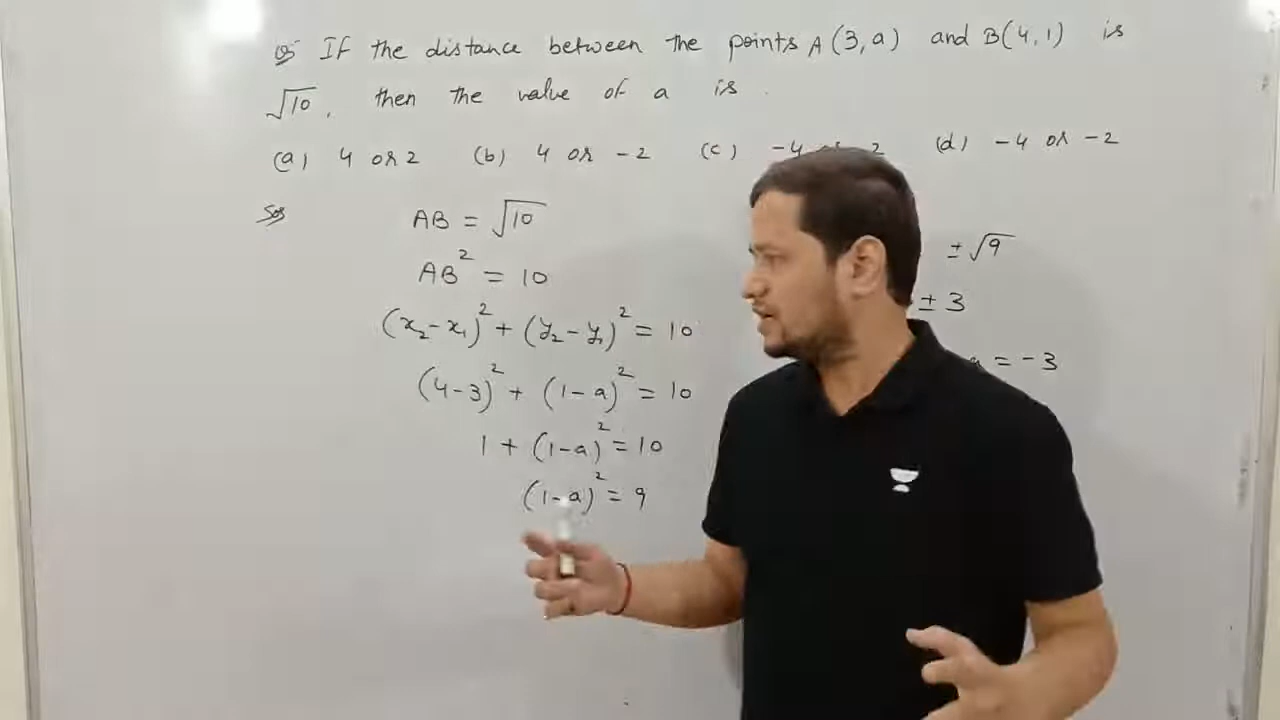 Q If the distance between the points A(3,a) and B(4,1) is
√10, then the value of a is
(a) 4 or 2 (b) 4 or -2 (c) -4 2 (d) -4 or -2
Sol
AB = √10
AB² = 10
(x₂-x₁)² + (y₂-y₁)² = 10
(4-3)² + (1-a)² = 10
1 + (1-a)² = 10
(1-a)² = 9
±√9
±3
= -3